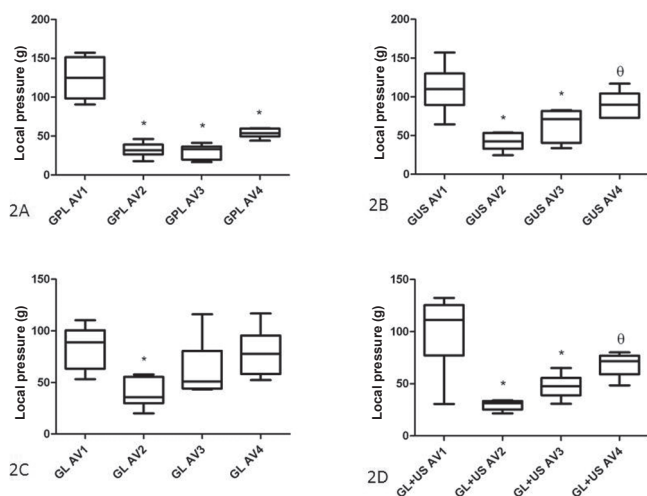 200
150
100
50
0
Local pressure (g)
*
*
*
GPL AV1
GPL AV2
GPL AV3
GPL AV4
2A
200
150
100
50
0
Local pressure (g)
*
*
θ
GUS AV1
GUS AV2
GUS AV3
GUS AV4
2B
150
100
50
0
Local pressure (g)
*
GL AV1
GL AV2
GL AV3
GL AV4
2C
150
100
50
0
Local pressure (g)
*
*
θ
GL+US AV1
GL+US AV2
GL+US AV3
GL+US AV4
2D